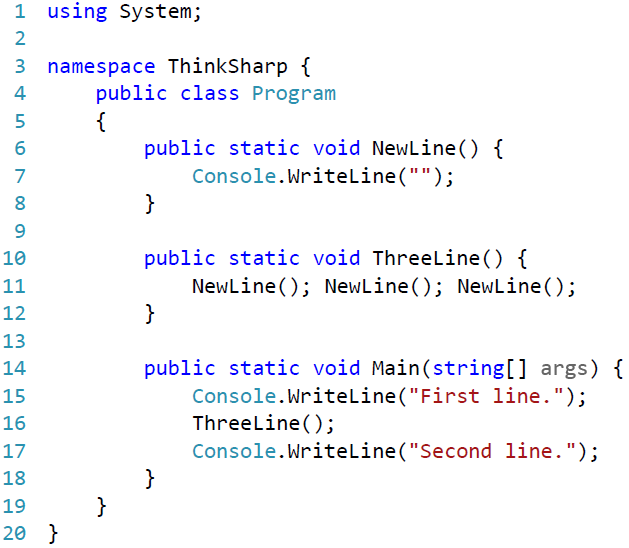 1 using System;
2
3 namespace ThinkSharp {
4     public class Program
5     {
6         public static void NewLine() {
7             Console.WriteLine("");
8         }
9
10         public static void ThreeLine() {
11             NewLine(); NewLine(); NewLine();
12         }
13
14         public static void Main(string[] args) {
15             Console.WriteLine("First line.");
16             ThreeLine();
17             Console.WriteLine("Second line.");
18         }
19     }
20 }